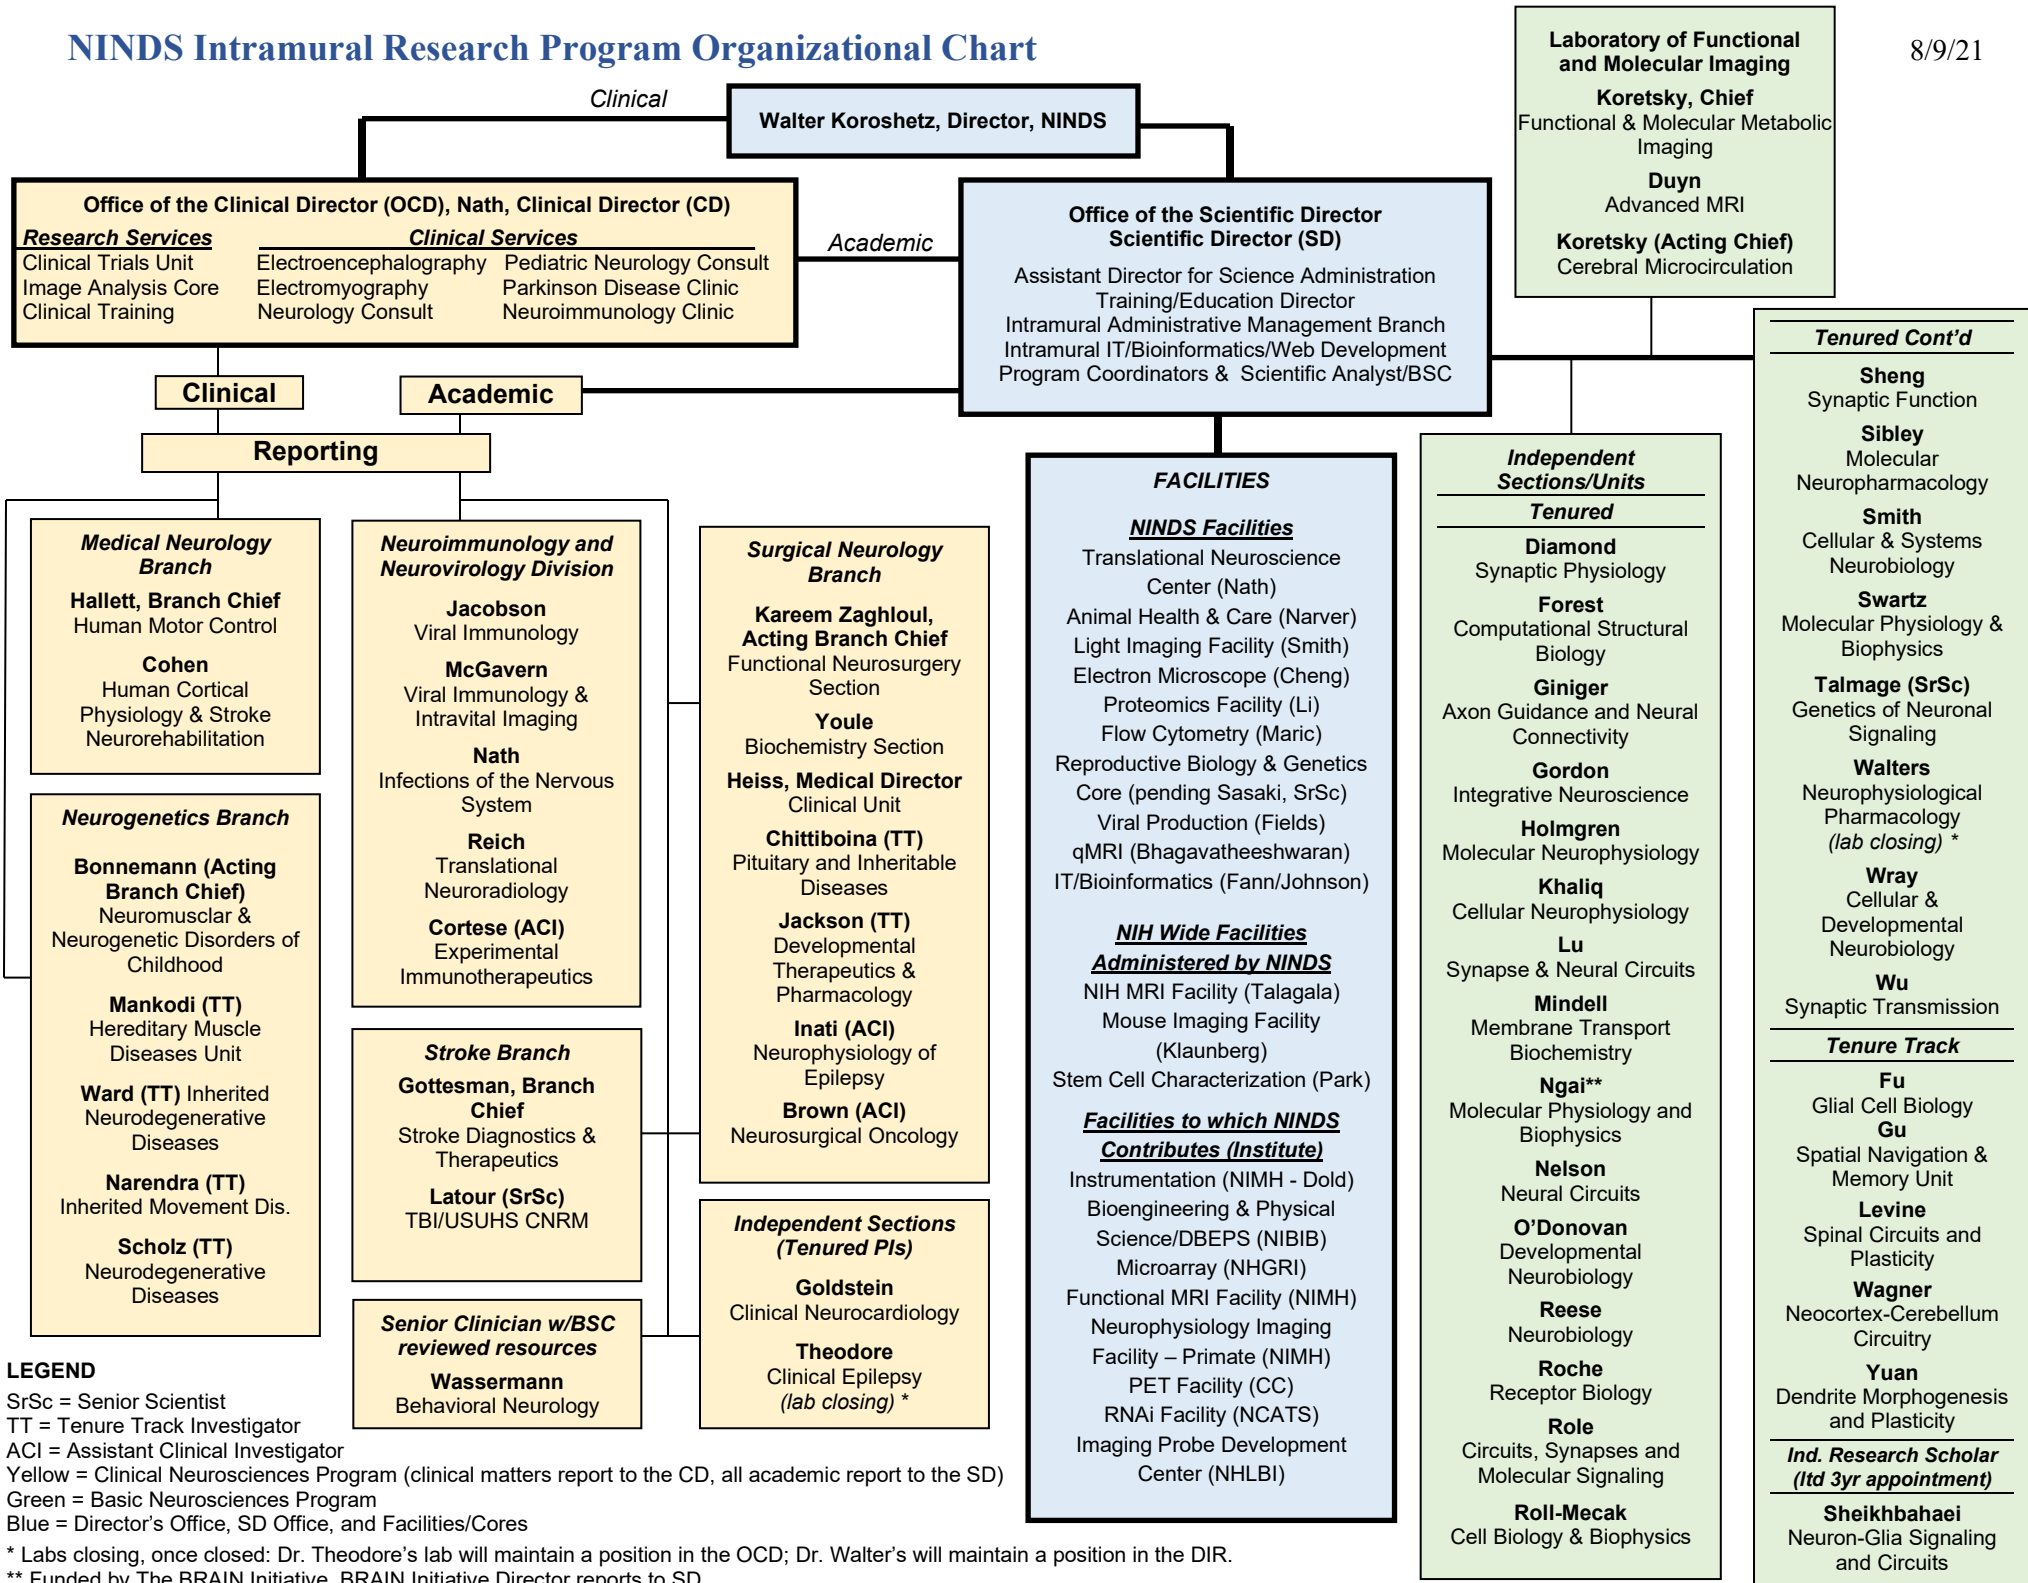 NINDS Intramural Research Program Organizational Chart
8/9/21
Clinical
Walter Koroshetz, Director, NINDS
Office of the Clinical Director (OCD), Nath, Clinical Director (CD)
Research Services
Clinical Trials Unit
Image Analysis Core
Clinical Training
Clinical Services
Electroencephalography Pediatric Neurology Consult
Electromyography Parkinson Disease Clinic
Neurology Consult Neuroimmunology Clinic
Academic
Office of the Scientific Director
Scientific Director (SD)
Assistant Director for Science Administration
Training/Education Director
Intramural Administrative Management Branch
Intramural IT/Bioinformatics/Web Development
Program Coordinators & Scientific Analyst/BSC
Laboratory of Functional
and Molecular Imaging
Koretsky, Chief
Functional & Molecular Metabolic
Imaging
Duyn
Advanced MRI
Koretsky (Acting Chief)
Cerebral Microcirculation
Clinical
Academic
Reporting
Medical Neurology
Branch
Hallett, Branch Chief
Human Motor Control
Cohen
Human Cortical
Physiology & Stroke
Neurorehabilitation
Neurogenetics Branch
Bonnemann (Acting
Branch Chief)
Neuromusclar &
Neurogenetic Disorders of
Childhood
Mankodi (TT)
Hereditary Muscle
Diseases Unit
Ward (TT) Inherited
Neurodegenerative
Diseases
Narendra (TT)
Inherited Movement Dis.
Scholz (TT)
Neurodegenerative
Diseases
Neuroimmunology and
Neurovirology Division
Jacobson
Viral Immunology
McGavern
Viral Immunology &
Intravital Imaging
Nath
Infections of the Nervous
System
Reich
Translational
Neuroradiology
Cortese (ACI)
Experimental
Immunotherapeutics
Stroke Branch
Gottesman, Branch
Chief
Stroke Diagnostics &
Therapeutics
Latour (SrSc)
TBI/USUHS CNRM
Senior Clinician w/BSC
reviewed resources
Wassermann
Behavioral Neurology
Surgical Neurology
Branch
Kareem Zaghloul,
Acting Branch Chief
Functional Neurosurgery
Section
Youle
Biochemistry Section
Heiss, Medical Director
Clinical Unit
Chittiboina (TT)
Pituitary and Inheritable
Diseases
Jackson (TT)
Developmental
Therapeutics &
Pharmacology
Inati (ACI)
Neurophysiology of
Epilepsy
Brown (ACI)
Neurosurgical Oncology
Independent Sections
(Tenured PIs)
Goldstein
Clinical Neurocardiology
Theodore
Clinical Epilepsy
(lab closing) *
FACILITIES
NINDS Facilities
Translational Neuroscience
Center (Nath)
Animal Health & Care (Narver)
Light Imaging Facility (Smith)
Electron Microscope (Cheng)
Proteomics Facility (Li)
Flow Cytometry (Maric)
Reproductive Biology & Genetics
Core (pending Sasaki, SrSc)
Viral Production (Fields)
qMRI (Bhagavatheeshwaran)
IT/Bioinformatics (Fann/Johnson)
NIH Wide Facilities
Administered by NINDS
NIH MRI Facility (Talagala)
Mouse Imaging Facility
(Klaunberg)
Stem Cell Characterization (Park)
Facilities to which NINDS
Contributes (Institute)
Instrumentation (NIMH - Dold)
Bioengineering & Physical
Science/DBEPS (NIBIB)
Microarray (NHGRI)
Functional MRI Facility (NIMH)
Neurophysiology Imaging
Facility – Primate (NIMH)
PET Facility (CC)
RNAi Facility (NCATS)
Imaging Probe Development
Center (NHLBI)
Independent
Sections/Units
Tenured
Diamond
Synaptic Physiology
Forest
Computational Structural
Biology
Giniger
Axon Guidance and Neural
Connectivity
Gordon
Integrative Neuroscience
Holmgren
Molecular Neurophysiology
Khaliq
Cellular Neurophysiology
Lu
Synapse & Neural Circuits
Mindell
Membrane Transport
Biochemistry
Ngai**
Molecular Physiology and
Biophysics
Nelson
Neural Circuits
O’Donovan
Developmental
Neurobiology
Reese
Neurobiology
Roche
Receptor Biology
Role
Circuits, Synapses and
Molecular Signaling
Roll-Mecak
Cell Biology & Biophysics
Tenured Cont’d
Sheng
Synaptic Function
Sibley
Molecular
Neuropharmacology
Smith
Cellular & Systems
Neurobiology
Swartz
Molecular Physiology &
Biophysics
Talmage (SrSc)
Genetics of Neuronal
Signaling
Walters
Neurophysiological
Pharmacology
(lab closing) *
Wray
Cellular &
Developmental
Neurobiology
Wu
Synaptic Transmission
Tenure Track
Fu
Glial Cell Biology
Gu
Spatial Navigation &
Memory Unit
Levine
Spinal Circuits and
Plasticity
Wagner
Neocortex-Cerebellum
Circuitry
Yuan
Dendrite Morphogenesis
and Plasticity
Ind. Research Scholar
(ltd 3yr appointment)
Sheikhbahaei
Neuron-Glia Signaling
and Circuits
LEGEND
SrSc = Senior Scientist
TT = Tenure Track Investigator
ACI = Assistant Clinical Investigator
Yellow = Clinical Neurosciences Program (clinical matters report to the CD, all academic report to the SD)
Green = Basic Neurosciences Program
Blue = Director’s Office, SD Office, and Facilities/Cores
* Labs closing, once closed: Dr. Theodore’s lab will maintain a position in the OCD; Dr. Walter’s will maintain a position in the DIR.
** Funded by The BRAIN Initiative, BRAIN Initiative Director reports to SD